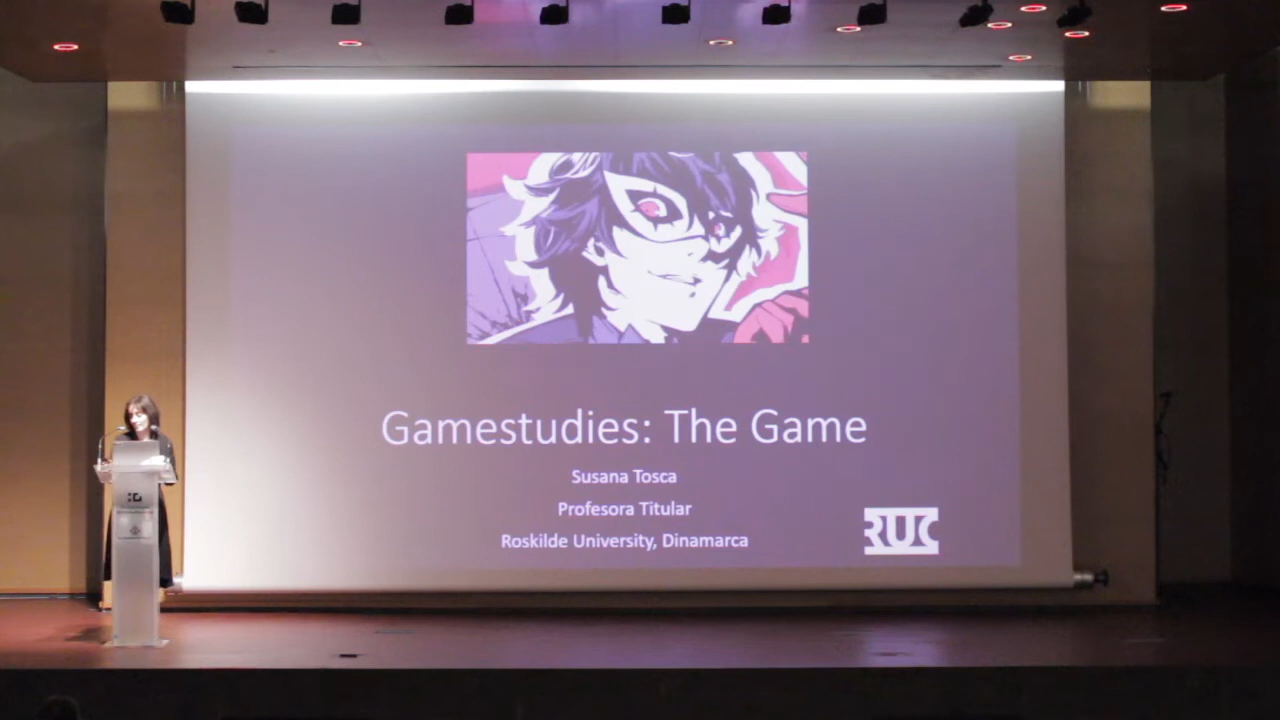 Gamestudies: The Game
Susana Tosca
Profesora Titular
Roskilde University, Dinamarca
RUC